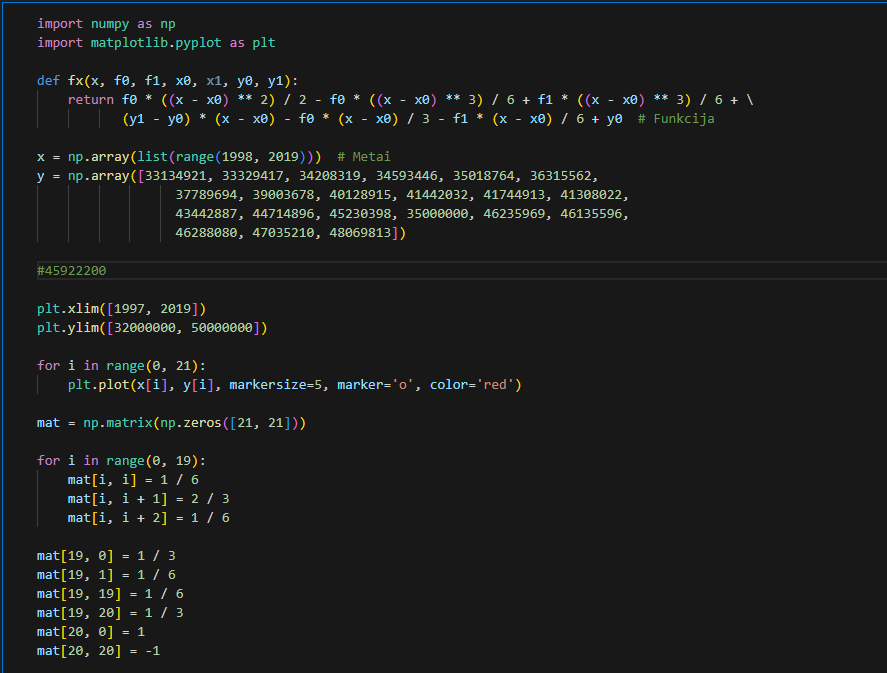 import numpy as np
import matplotlib.pyplot as plt
def fx(x, f0, f1, x0, x1, y0, y1):
return f0 * ((x - x0) ** 2) / 2 - f0 * ((x - x0) ** 3) / 6 + f1 * ((x - x0) ** 3) / 6 + \
(y1 - y0) * (x - x0) - f0 * (x - x0) / 3 - f1 * (x - x0) / 6 + y0  # Funkcija
x = np.array(list(range(1998, 2019)))  # Metai
y = np.array([33134921, 33329417, 34208319, 34593446, 35018764, 36315562,
37789694, 39003678, 40128915, 41442032, 41744913, 41308022,
43442887, 44714896, 45230398, 35000000, 46235969, 46135596,
46288080, 47035210, 48069813])
#45922200
plt.xlim([1997, 2019])
plt.ylim([32000000, 50000000])
for i in range(0, 21):
plt.plot(x[i], y[i], markersize=5, marker='o', color='red')
mat = np.matrix(np.zeros([21, 21]))
for i in range(0, 19):
mat[i, i] = 1 / 6
mat[i, i + 1] = 2 / 3
mat[i, i + 2] = 1 / 6
mat[19, 0] = 1 / 3
mat[19, 1] = 1 / 6
mat[19, 19] = 1 / 6
mat[19, 20] = 1 / 3
mat[20, 0] = 1
mat[20, 20] = -1